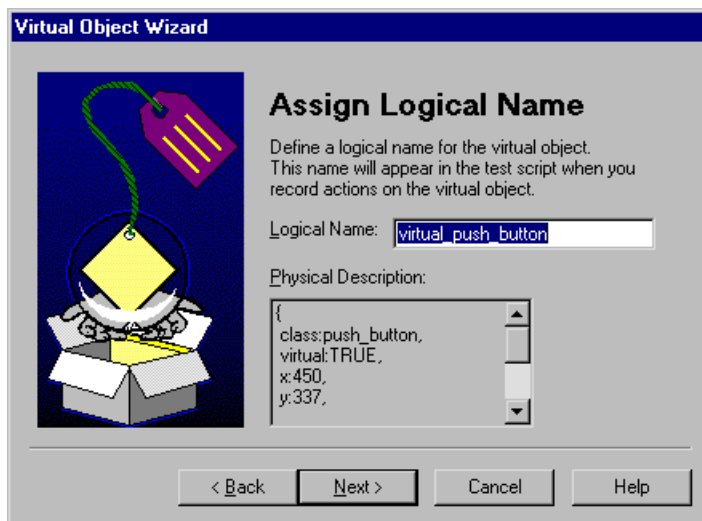 Virtual Object Wizard
Assign Logical Name
Define a logical name for the virtual object.
This name will appear in the test script when you
record actions on the virtual object.
Logical Name: virtual_push_button
Physical Description:
{
class:push_button,
virtual:TRUE,
x:450,
y:337,
< Back Next > Cancel Help